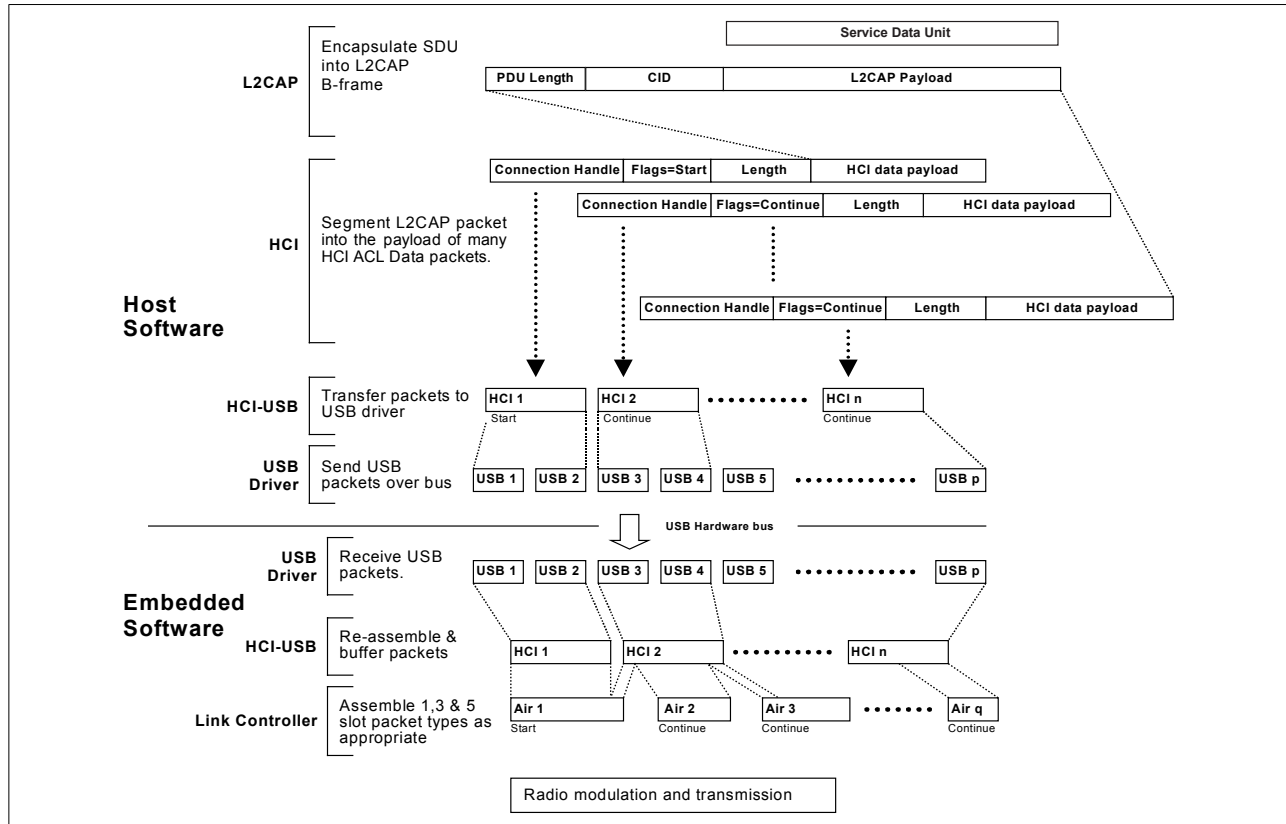 Service Data Unit
L2CAP
Encapsulate SDU
into L2CAP
B-frame
PDU Length CID L2CAP Payload
Connection Handle Flags=Start Length HCI data payload
Connection Handle Flags=Continue Length HCI data payload
HCI
Segment L2CAP packet
into the payload of many
HCI ACL Data packets.
Connection Handle Flags=Continue Length HCI data payload
Host
Software
HCI-USB
Transfer packets to
USB driver
HCI 1 HCI 2 HCI n
Start Continue Continue
USB
Driver
Send USB
packets over bus
USB 1 USB 2 USB 3 USB 4 USB 5 USB p
USB Hardware bus
USB
Driver
Receive USB
packets.
USB 1 USB 2 USB 3 USB 4 USB 5 USB p
Embedded
Software
HCI-USB
Re-assemble &
buffer packets
HCI 1 HCI 2 HCI n
Link Controller
Assemble 1,3 & 5
slot packet types as
appropriate
Air 1 Air 2 Air 3 Air q
Start Continue Continue Continue
Radio modulation and transmission